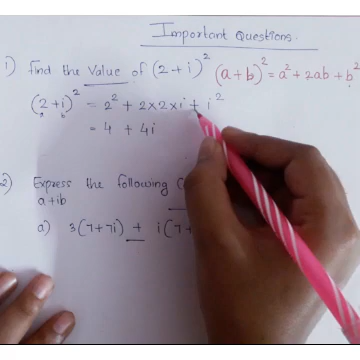 Important Questions.
1) Find the Value of (2+i)² (a+b)² = a² + 2ab + b²
(2+i)² = 2² + 2×2×i + i²
a b
= 4 + 4i
2) Express the following
a+ib
a) 3(7+7i) + i(7+